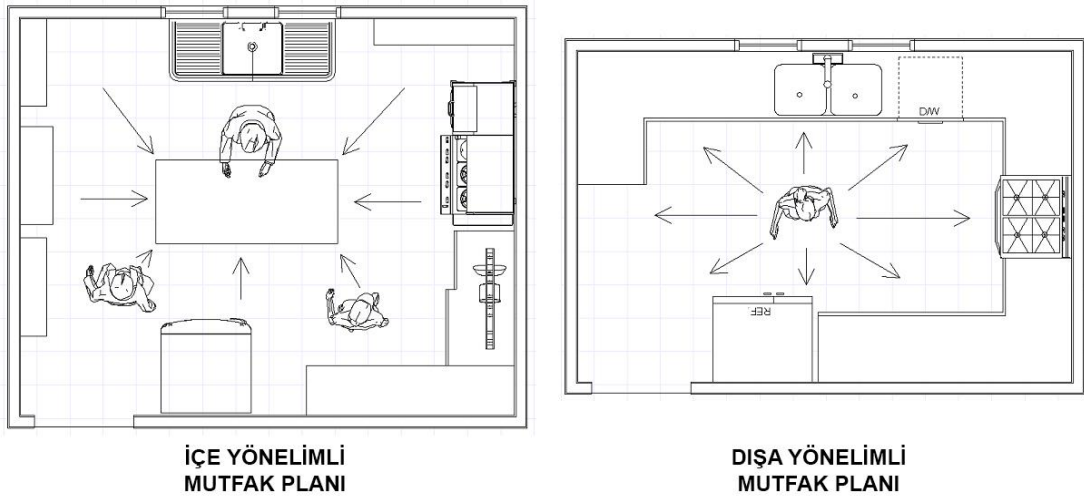 D/W
REF
İÇE YÖNELİMLİ
MUTFAK PLANI
DIŞA YÖNELİMLİ
MUTFAK PLANI